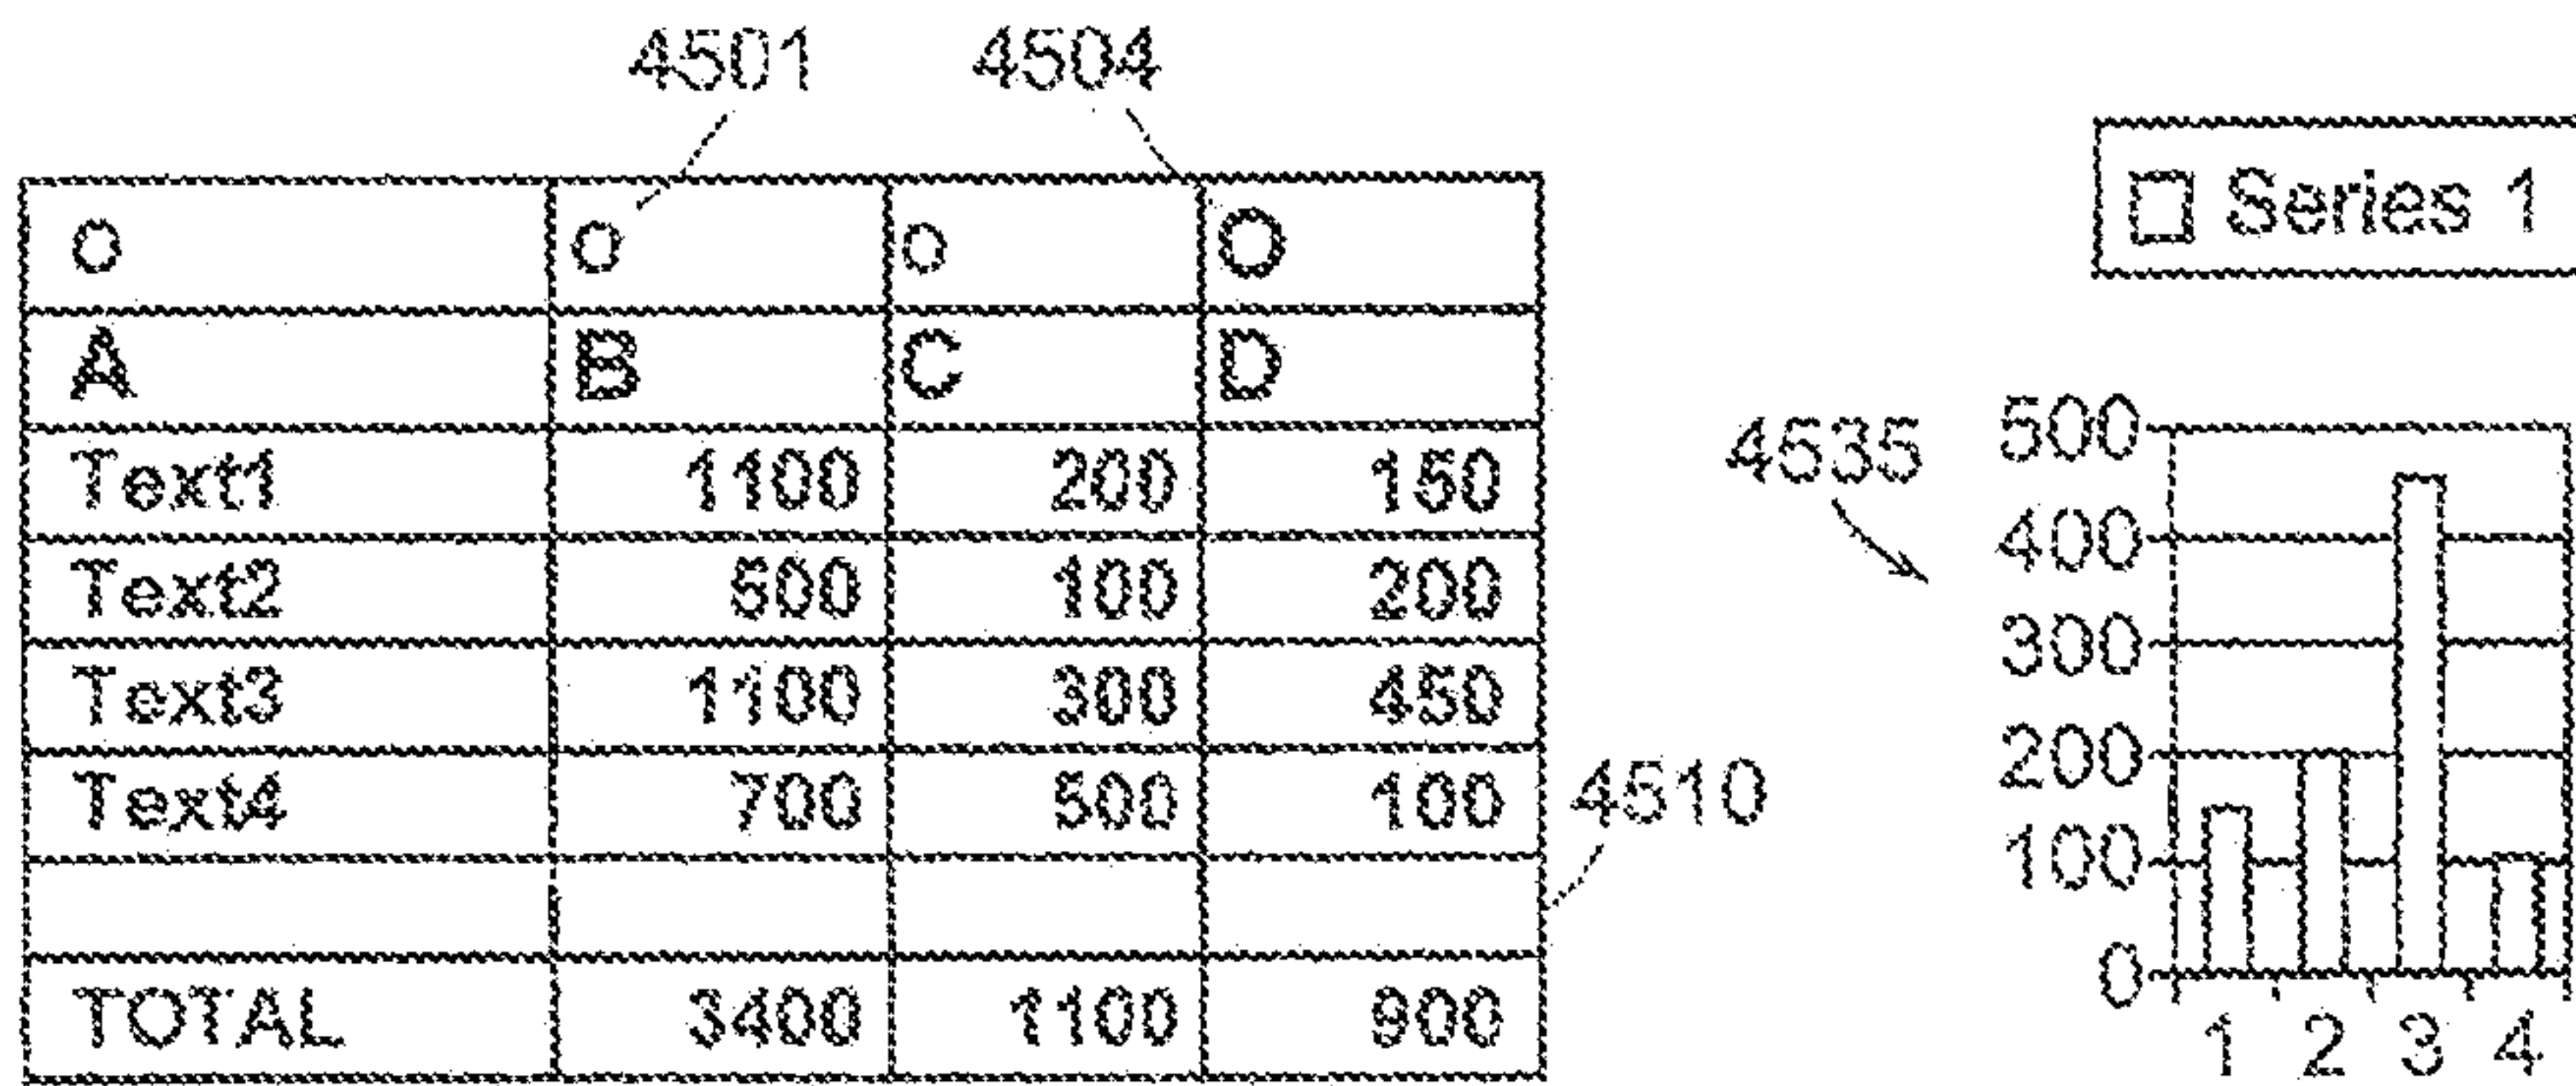 4501 4504
o o o O
A B C D
Text1 1100 200 150
Text2 500 100 200
Text3 1100 300 450
Text4 700 500 100
TOTAL 3400 1100 900
4510
Series 1
4535
500
400
300
200
100
0
1 2 3 4